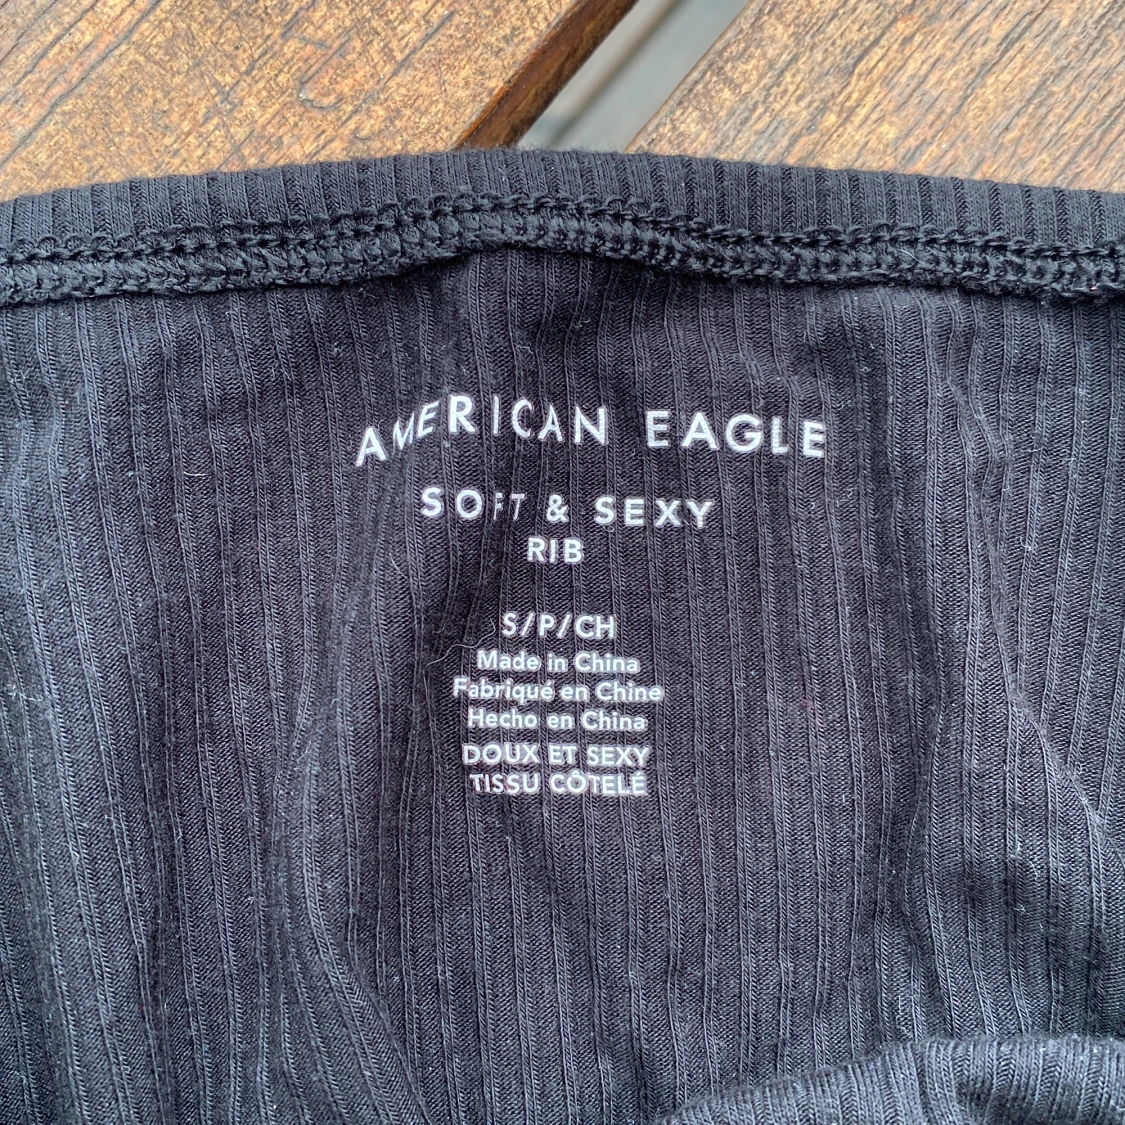 AMERICAN EAGLE
SOFT & SEXY
RIB
S/P/CH
Made in China
Fabriqué en Chine
Hecho en China
DOUX ET SEXY
TISSU CÔTELÉ